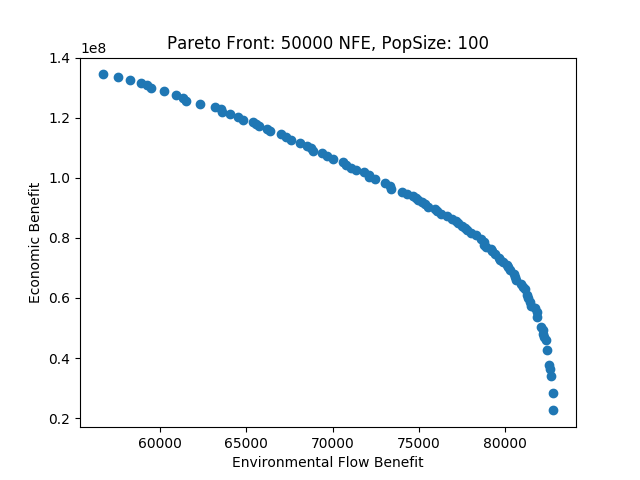 Pareto Front: 50000 NFE, PopSize: 100
1e8
1.4
1.2
1.0
0.8
0.6
0.4
0.2
Economic Benefit
60000 65000 70000 75000 80000
Environmental Flow Benefit